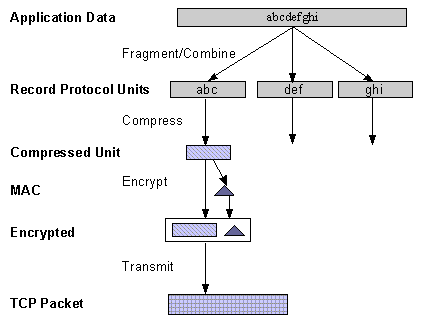 Application Data
abcdefghi
Fragment/Combine
Record Protocol Units
abc
def
ghi
Compress
Compressed Unit
Encrypt
MAC
Encrypted
Transmit
TCP Packet